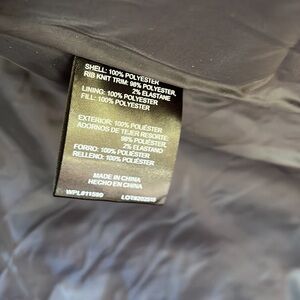 SHELL: 100% POLYESTER
RIB KNIT TRIM: 98% POLYESTER,
2% ELASTANE
LINING: 100% POLYESTER
FILL: 100% POLYESTER
EXTERIOR: 100% POLIÉSTER
ADORNOS DE TEJER RESORTE:
98% POLIÉSTER,
2% ELASTANO
FORRO: 100% POLIÉSTER
RELLENO: 100% POLIÉSTER
MADE IN CHINA
HECHO EN CHINA
WPL#11599